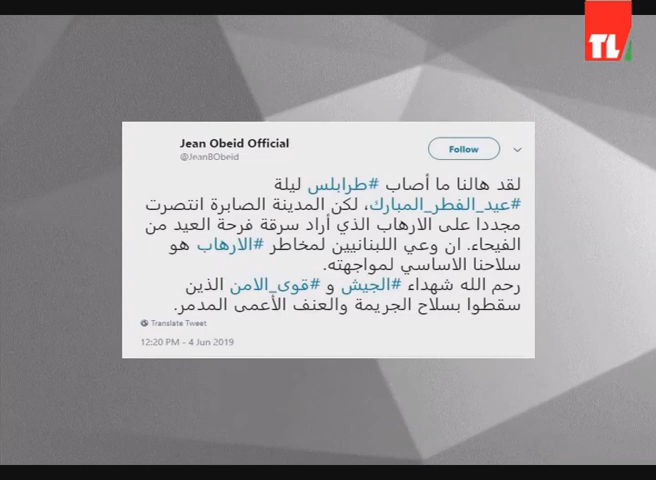 TL
Jean Obeid Official
@JeanBObeid
Follow
لقد هالنا ما أصاب #طرابلس ليلة
#عيد_الفطر_المبارك، لكن المدينة الصابرة انتصرت
مجددا على الارهاب الذي أراد سرقة فرحة العيد من
الفيحاء. ان وعي اللبنانيين لمخاطر #الارهاب هو
سلاحنا الاساسي لمواجهته.
رحم الله شهداء #الجيش و #قوى_الامن الذين
سقطوا بسلاح الجريمة والعنف الأعمى المدمر.
Translate Tweet
12:20 PM - 4 Jun 2019